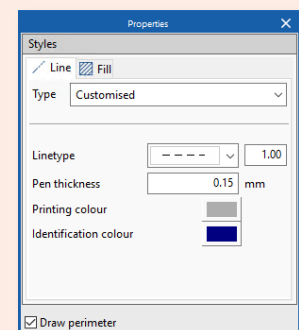 Properties
Styles
Line Fill
Type Customised
Linetype 1.00
Pen thickness 0.15 mm
Printing colour
Identification colour
Draw perimeter